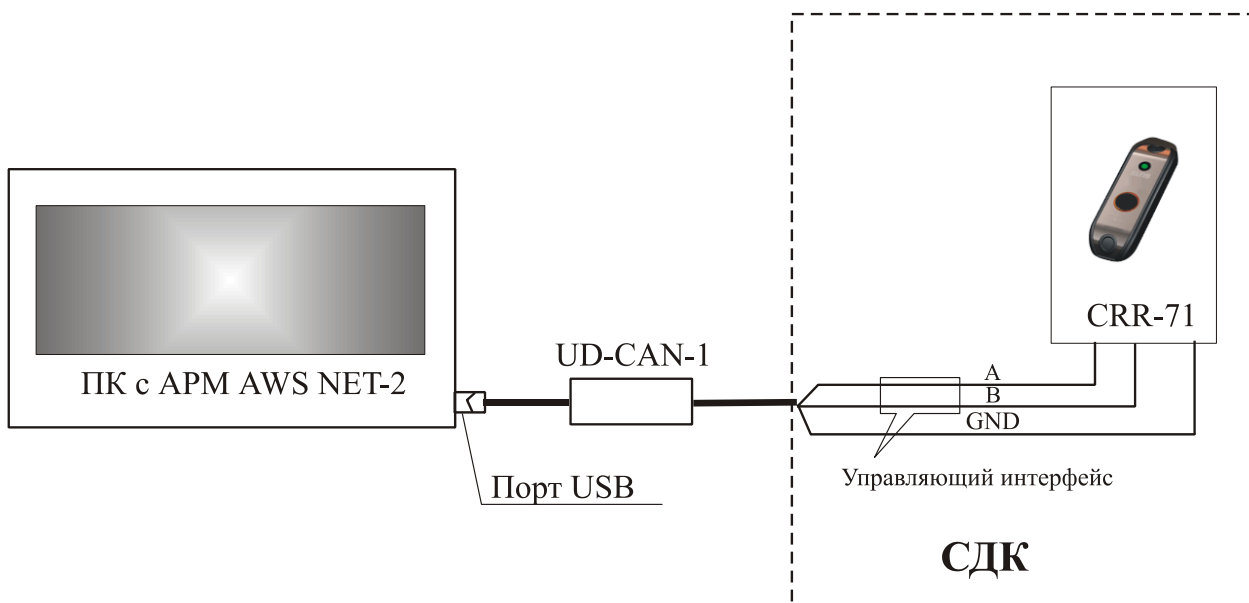 CRR-71
UD-CAN-1
ПК с АРМ AWS NET-2
A
B
GND
Управляющий интерфейс
Порт USB
СДК